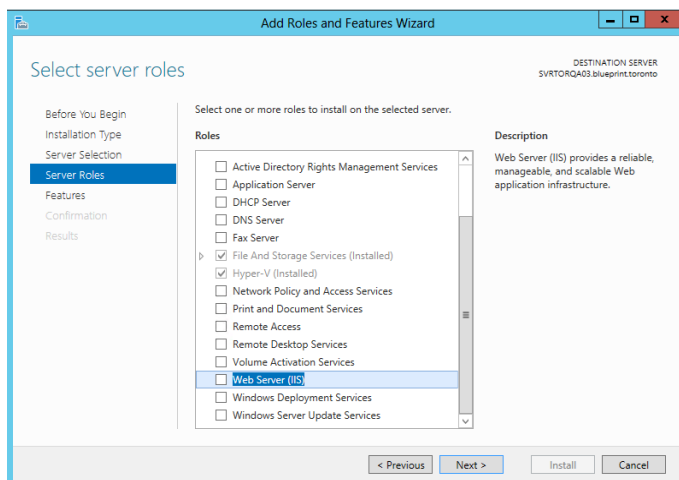 Add Roles and Features Wizard
Select server roles
DESTINATION SERVER
SVRTORQA03.blueprint.toronto
Before You Begin
Installation Type
Server Selection
Server Roles
Features
Confirmation
Results
Select one or more roles to install on the selected server.
Roles
Active Directory Rights Management Services
Application Server
DHCP Server
DNS Server
Fax Server
File And Storage Services (Installed)
Hyper-V (Installed)
Network Policy and Access Services
Print and Document Services
Remote Access
Remote Desktop Services
Volume Activation Services
Web Server (IIS)
Windows Deployment Services
Windows Server Update Services
Description
Web Server (IIS) provides a reliable,
manageable, and scalable Web
application infrastructure.
< Previous
Next >
Install
Cancel